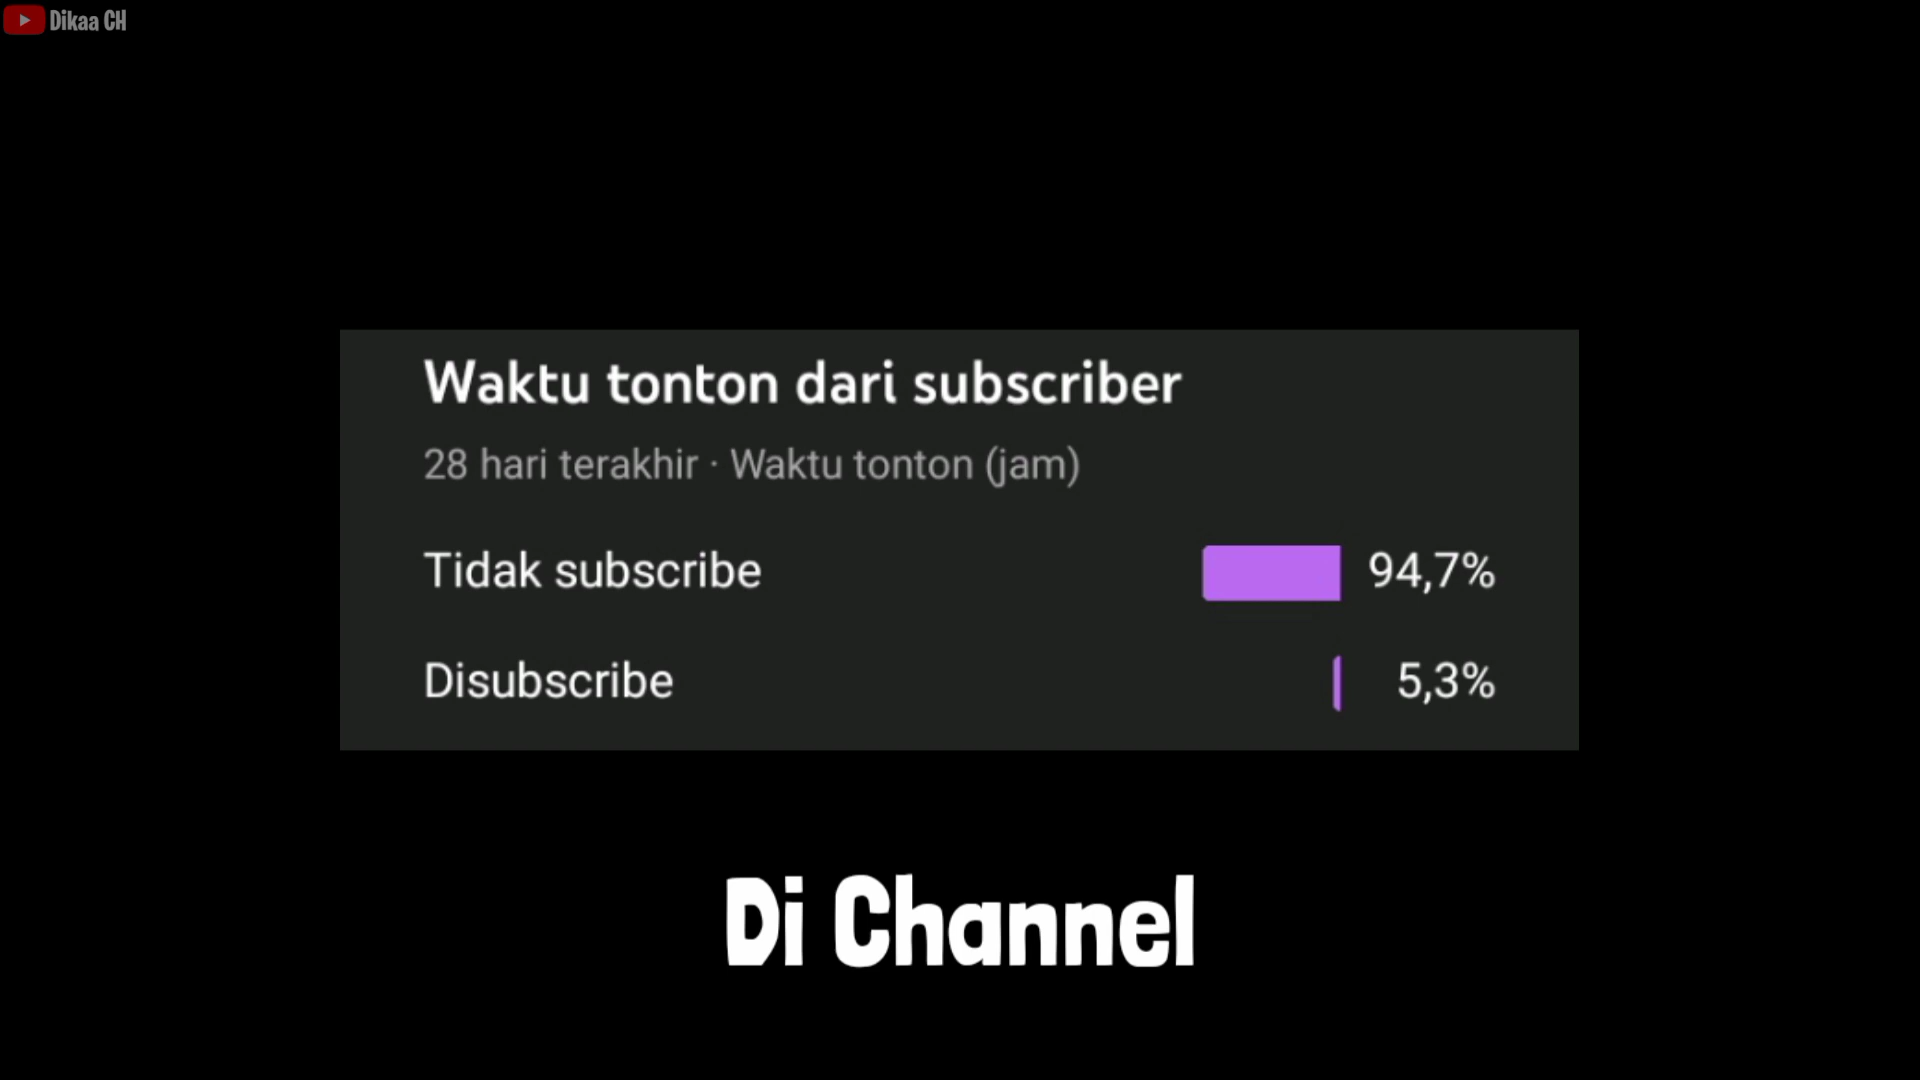 Dikaa CH
Waktu tonton dari subscriber
28 hari terakhir · Waktu tonton (jam)
Tidak subscribe 94,7%
Disubscribe 5,3%
Di Channel